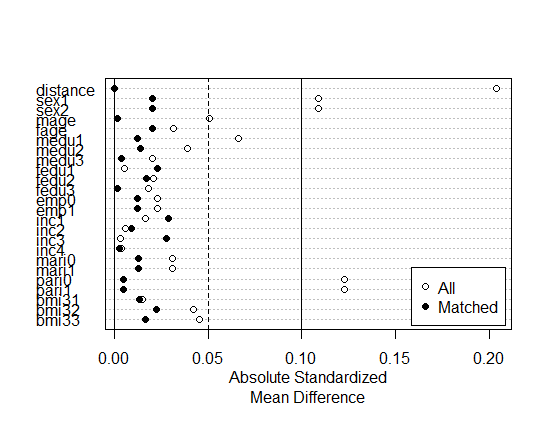 distance
sex1
sex2
mage
fage
medu1
medu2
medu3
fedu1
fedu2
fedu3
emp0
emp1
inc1
inc2
inc3
inc4
mari0
mari1
pari0
pari1
bmi31
bmi32
bmi33
All
Matched
0.00 0.05 0.10 0.15 0.20
Absolute Standardized
Mean Difference